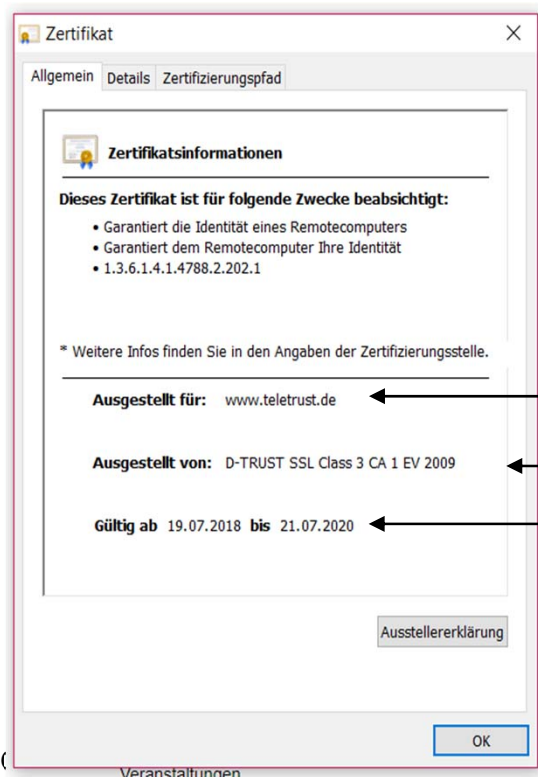 Zertifikat
Allgemein Details Zertifizierungspfad
Zertifikatsinformationen
Dieses Zertifikat ist für folgende Zwecke beabsichtigt:
• Garantiert die Identität eines Remotecomputers
• Garantiert dem Remotecomputer Ihre Identität
• 1.3.6.1.4.1.4788.2.202.1
* Weitere Infos finden Sie in den Angaben der Zertifizierungsstelle.
Ausgestellt für: www.teletrust.de
Ausgestellt von: D-TRUST SSL Class 3 CA 1 EV 2009
Gültig ab 19.07.2018 bis 21.07.2020
Ausstellererklärung
OK
Veranstaltungen